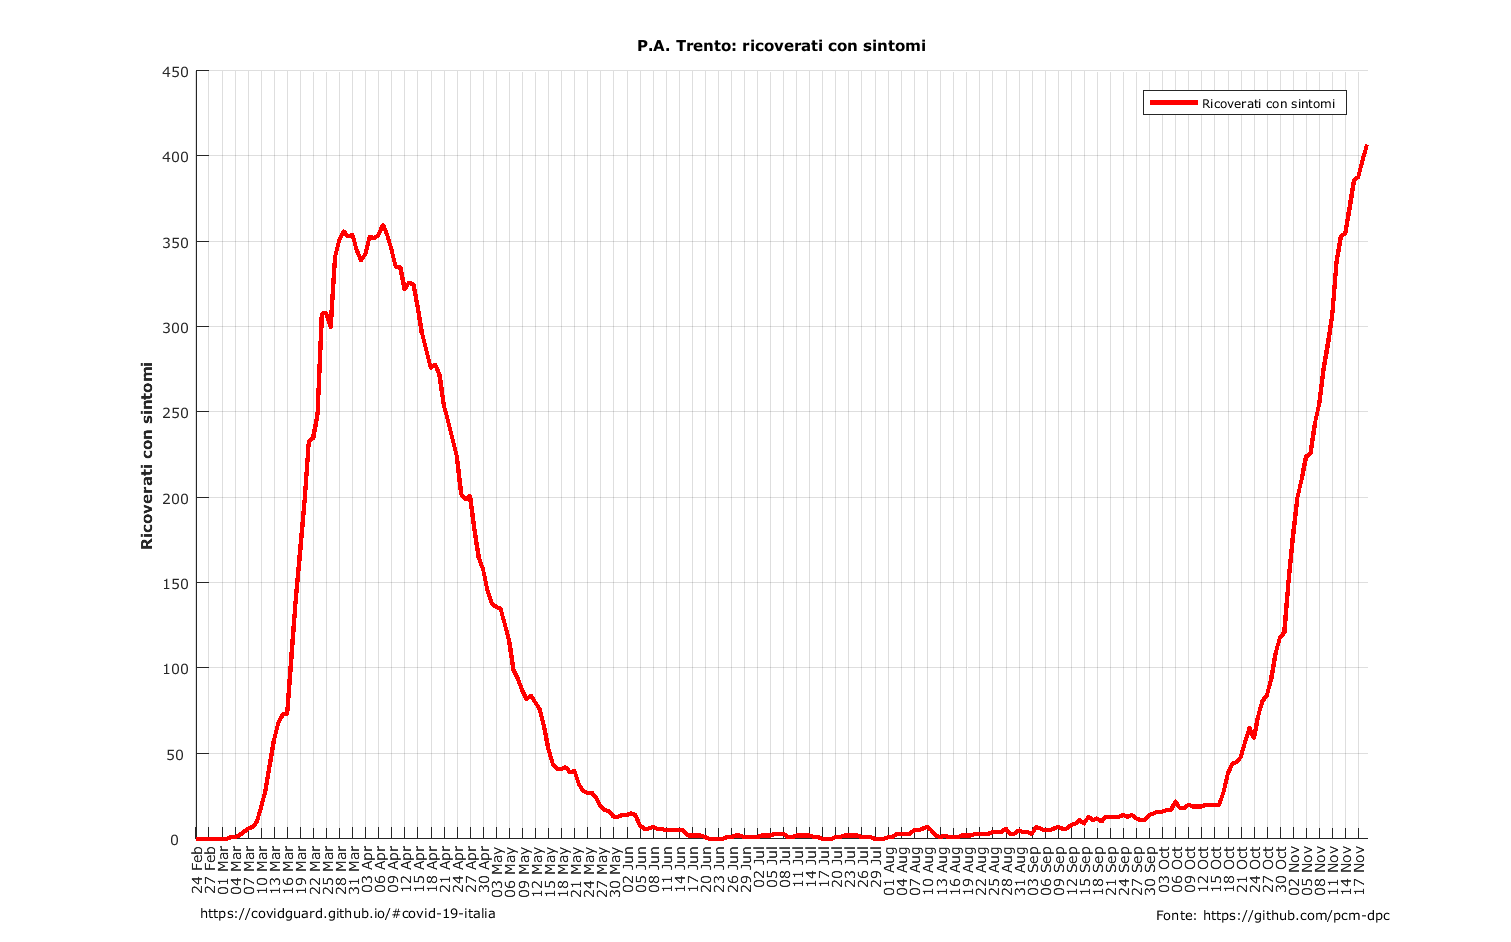 P.A. Trento: ricoverati con sintomi
Ricoverati con sintomi
Ricoverati con sintomi
450
400
350
300
250
200
150
100
50
0
24 Feb
27 Feb
01 Mar
04 Mar
07 Mar
10 Mar
13 Mar
16 Mar
19 Mar
22 Mar
25 Mar
28 Mar
31 Mar
03 Apr
06 Apr
09 Apr
12 Apr
15 Apr
18 Apr
21 Apr
24 Apr
27 Apr
30 Apr
03 May
06 May
09 May
12 May
15 May
18 May
21 May
24 May
27 May
30 May
02 Jun
05 Jun
08 Jun
11 Jun
14 Jun
17 Jun
20 Jun
23 Jun
26 Jun
29 Jun
02 Jul
05 Jul
08 Jul
11 Jul
14 Jul
17 Jul
20 Jul
23 Jul
26 Jul
29 Jul
01 Aug
04 Aug
07 Aug
10 Aug
13 Aug
16 Aug
19 Aug
22 Aug
25 Aug
28 Aug
31 Aug
03 Sep
06 Sep
09 Sep
12 Sep
15 Sep
18 Sep
21 Sep
24 Sep
27 Sep
30 Sep
03 Oct
06 Oct
09 Oct
12 Oct
15 Oct
18 Oct
21 Oct
24 Oct
27 Oct
30 Oct
02 Nov
05 Nov
08 Nov
11 Nov
14 Nov
17 Nov
https://covidguard.github.io/#covid-19-italia
Fonte: https://github.com/pcm-dpc